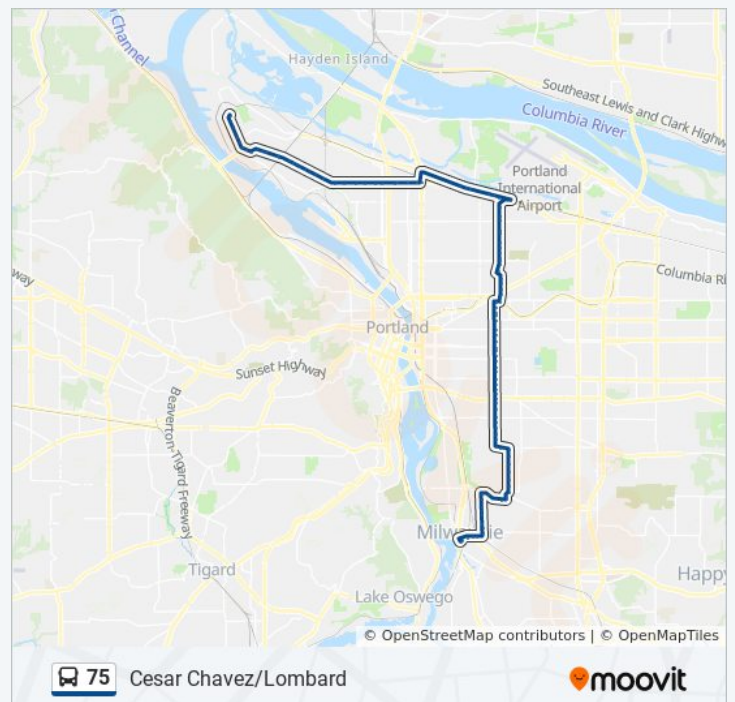 Channel
Hayden Island
Southeast Lewis and Clark Highw
Columbia River
Portland
International
Airport
way
Columbia Ri
Portland
Sunset Highway
Beaverton-Tigard Freeway
Milwaukie
Tigard
Happy
Lake Oswego
© OpenStreetMap contributors | © OpenMapTiles
75 Cesar Chavez/Lombard
moovit